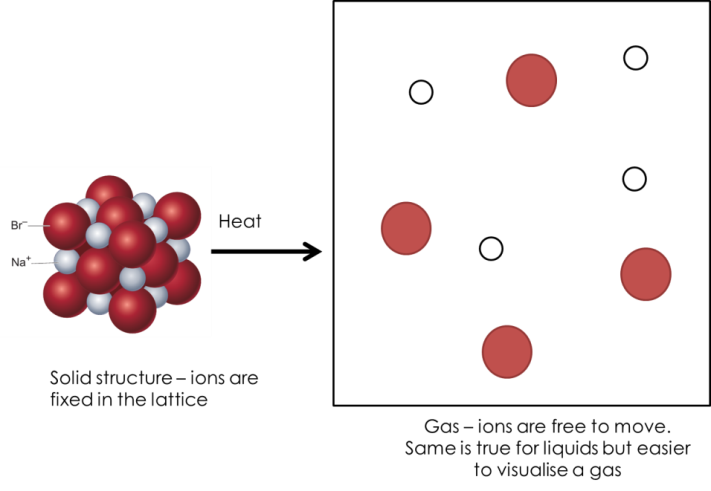 Br⁻
Na⁺
Heat
Solid structure – ions are
fixed in the lattice
Gas – ions are free to move.
Same is true for liquids but easier
to visualise a gas